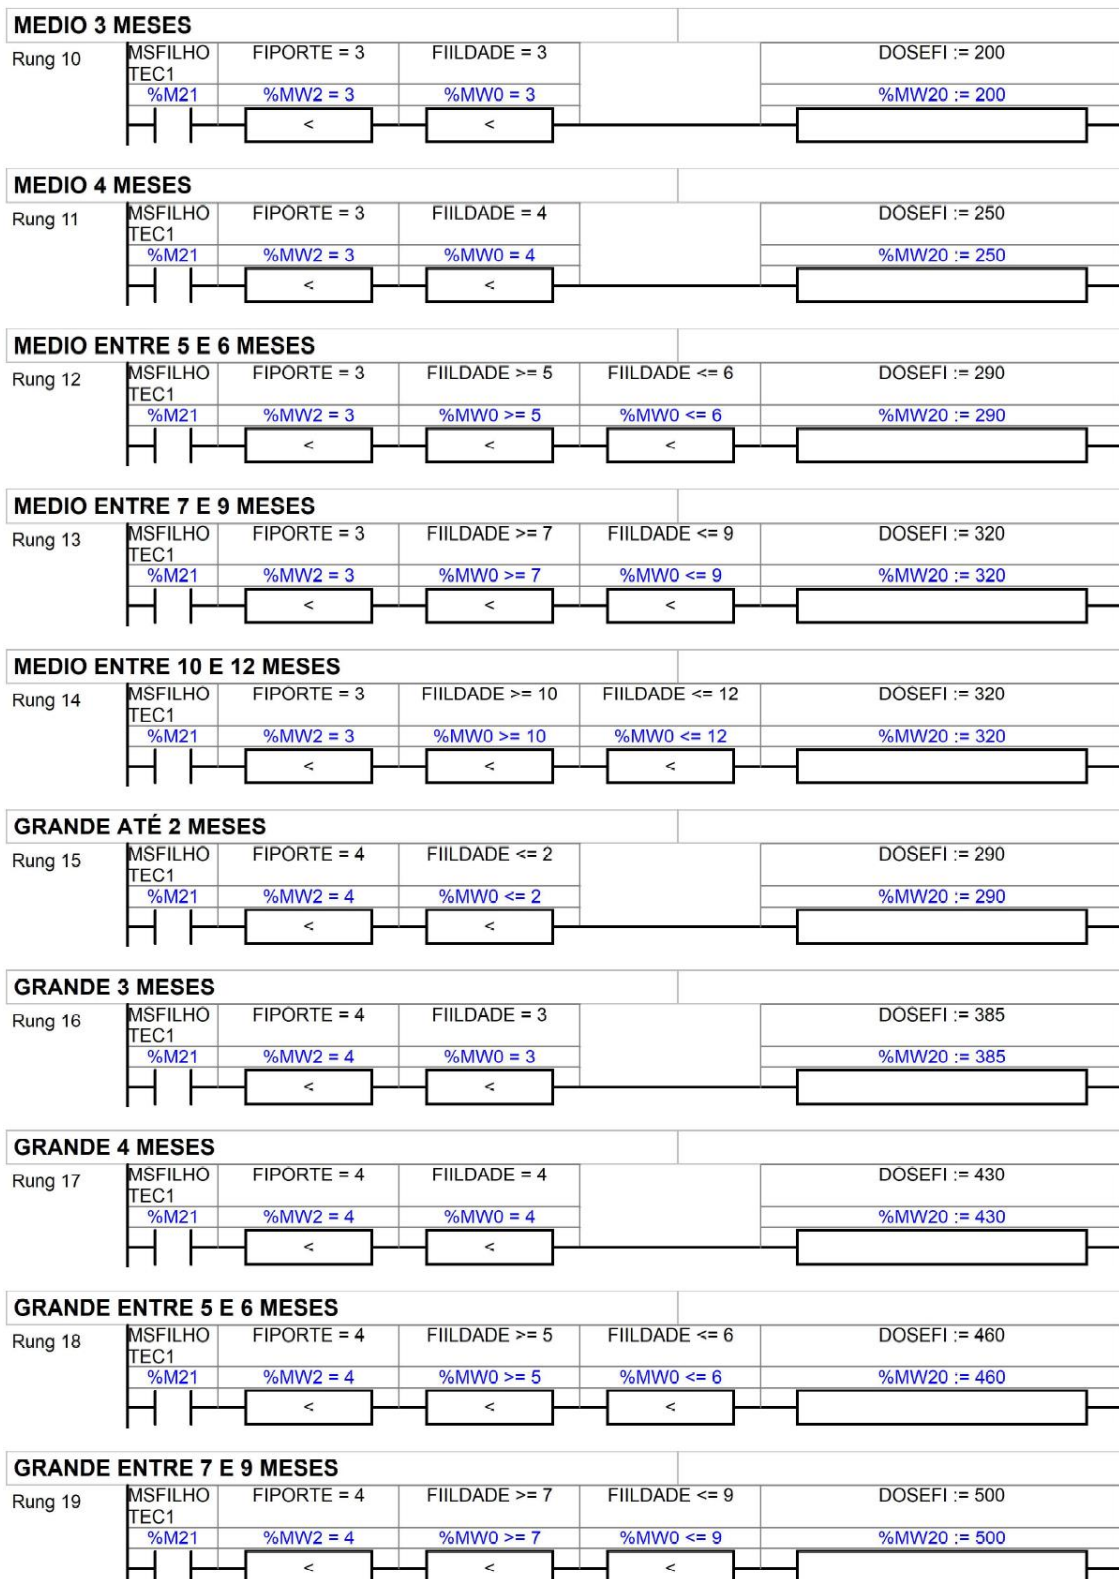 MEDIO 3 MESES
Rung 10 MSFILHO FIPORTE = 3 FIILDADE = 3 DOSEFI := 200
TEC1
%M21 %MW2 = 3 %MW0 = 3 %MW20 := 200
< <
MEDIO 4 MESES
Rung 11 MSFILHO FIPORTE = 3 FIILDADE = 4 DOSEFI := 250
TEC1
%M21 %MW2 = 3 %MW0 = 4 %MW20 := 250
< <
MEDIO ENTRE 5 E 6 MESES
Rung 12 MSFILHO FIPORTE = 3 FIILDADE >= 5 FIILDADE <= 6 DOSEFI := 290
TEC1
%M21 %MW2 = 3 %MW0 >= 5 %MW0 <= 6 %MW20 := 290
< < <
MEDIO ENTRE 7 E 9 MESES
Rung 13 MSFILHO FIPORTE = 3 FIILDADE >= 7 FIILDADE <= 9 DOSEFI := 320
TEC1
%M21 %MW2 = 3 %MW0 >= 7 %MW0 <= 9 %MW20 := 320
< < <
MEDIO ENTRE 10 E 12 MESES
Rung 14 MSFILHO FIPORTE = 3 FIILDADE >= 10 FIILDADE <= 12 DOSEFI := 320
TEC1
%M21 %MW2 = 3 %MW0 >= 10 %MW0 <= 12 %MW20 := 320
< < <
GRANDE ATÉ 2 MESES
Rung 15 MSFILHO FIPORTE = 4 FIILDADE <= 2 DOSEFI := 290
TEC1
%M21 %MW2 = 4 %MW0 <= 2 %MW20 := 290
< <
GRANDE 3 MESES
Rung 16 MSFILHO FIPORTE = 4 FIILDADE = 3 DOSEFI := 385
TEC1
%M21 %MW2 = 4 %MW0 = 3 %MW20 := 385
< <
GRANDE 4 MESES
Rung 17 MSFILHO FIPORTE = 4 FIILDADE = 4 DOSEFI := 430
TEC1
%M21 %MW2 = 4 %MW0 = 4 %MW20 := 430
< <
GRANDE ENTRE 5 E 6 MESES
Rung 18 MSFILHO FIPORTE = 4 FIILDADE >= 5 FIILDADE <= 6 DOSEFI := 460
TEC1
%M21 %MW2 = 4 %MW0 >= 5 %MW0 <= 6 %MW20 := 460
< < <
GRANDE ENTRE 7 E 9 MESES
Rung 19 MSFILHO FIPORTE = 4 FIILDADE >= 7 FIILDADE <= 9 DOSEFI := 500
TEC1
%M21 %MW2 = 4 %MW0 >= 7 %MW0 <= 9 %MW20 := 500
< < <